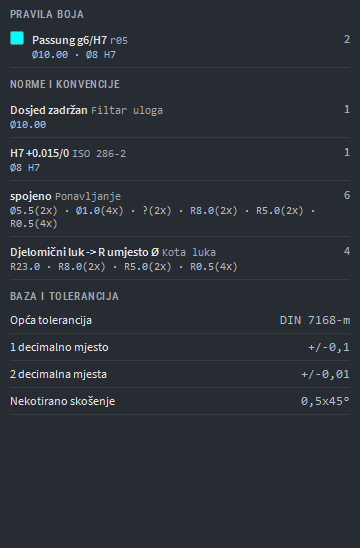 PRAVILA BOJA
Passung g6/H7 r05 2
Ø10.00 · Ø8 H7
NORME I KONVENCIJE
Dosjed zadržan Filtar uloga 1
Ø10.00
H7 +0.015/0 ISO 286-2 1
Ø8 H7
spojeno Ponavljanje 6
Ø5.5(2x) · Ø1.0(4x) · ?(2x) · R8.0(2x) · R5.0(2x) ·
R0.5(4x)
Djelomični luk -> R umjesto Ø Kota luka 4
R23.0 · R8.0(2x) · R5.0(2x) · R0.5(4x)
BAZA I TOLERANCIJA
Opća tolerancija DIN 7168-m
1 decimalno mjesto +/-0,1
2 decimalna mjesta +/-0,01
Nekotirano skošenje 0,5x45°